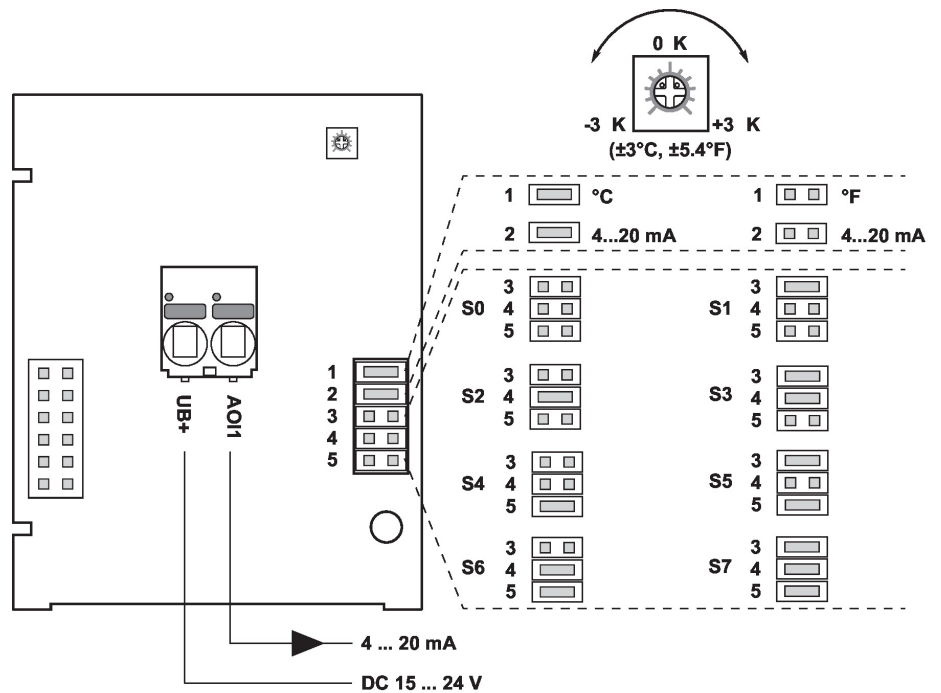 0 K
-3 K +3 K
(±3°C, ±5.4°F)
1 °C 1 °F
2 4...20 mA 2 4...20 mA
S0 3 4 5
S1 3 4 5
S2 3 4 5
S3 3 4 5
S4 3 4 5
S5 3 4 5
S6 3 4 5
S7 3 4 5
1
2
3
4
5
UB+
AOI1
4 ... 20 mA
DC 15 ... 24 V